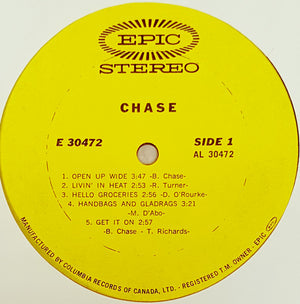 EPIC
STEREO
CHASE
E 30472
SIDE 1
AL 30472
1. OPEN UP WIDE 3:47 -B. Chase-
2. LIVIN' IN HEAT 2:53 -R. Turner-
3. HELLO GROCERIES 2:56 -D. O'Rourke-
4. HANDBAGS AND GLADRAGS 3:21
-M. D'Abo-
5. GET IT ON 2:57
-B. Chase - T. Richards-
MANUFACTURED BY COLUMBIA RECORDS OF CANADA, LTD. - REGISTERED T.M. OWNER - EPIC